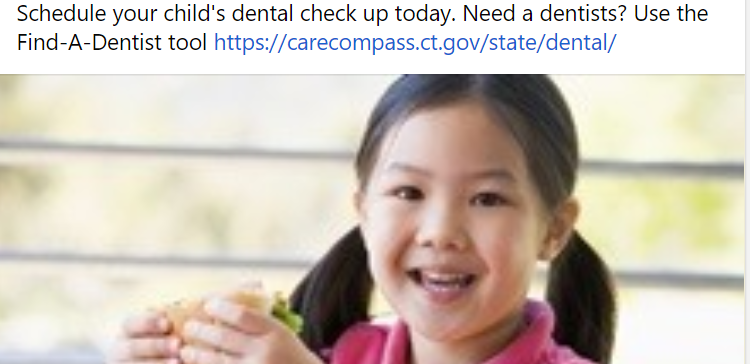 Schedule your child's dental check up today. Need a dentists? Use the
Find-A-Dentist tool https://carecompass.ct.gov/state/dental/